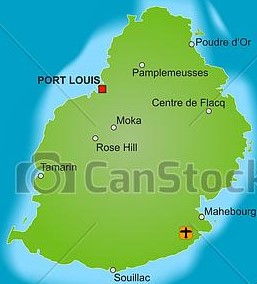 Poudre d'Or
Pamplemeusses
PORT LOUIS
Centre de Flacq
Moka
Rose Hill
Tamarin
CanStock
Mahebourg
Souillac